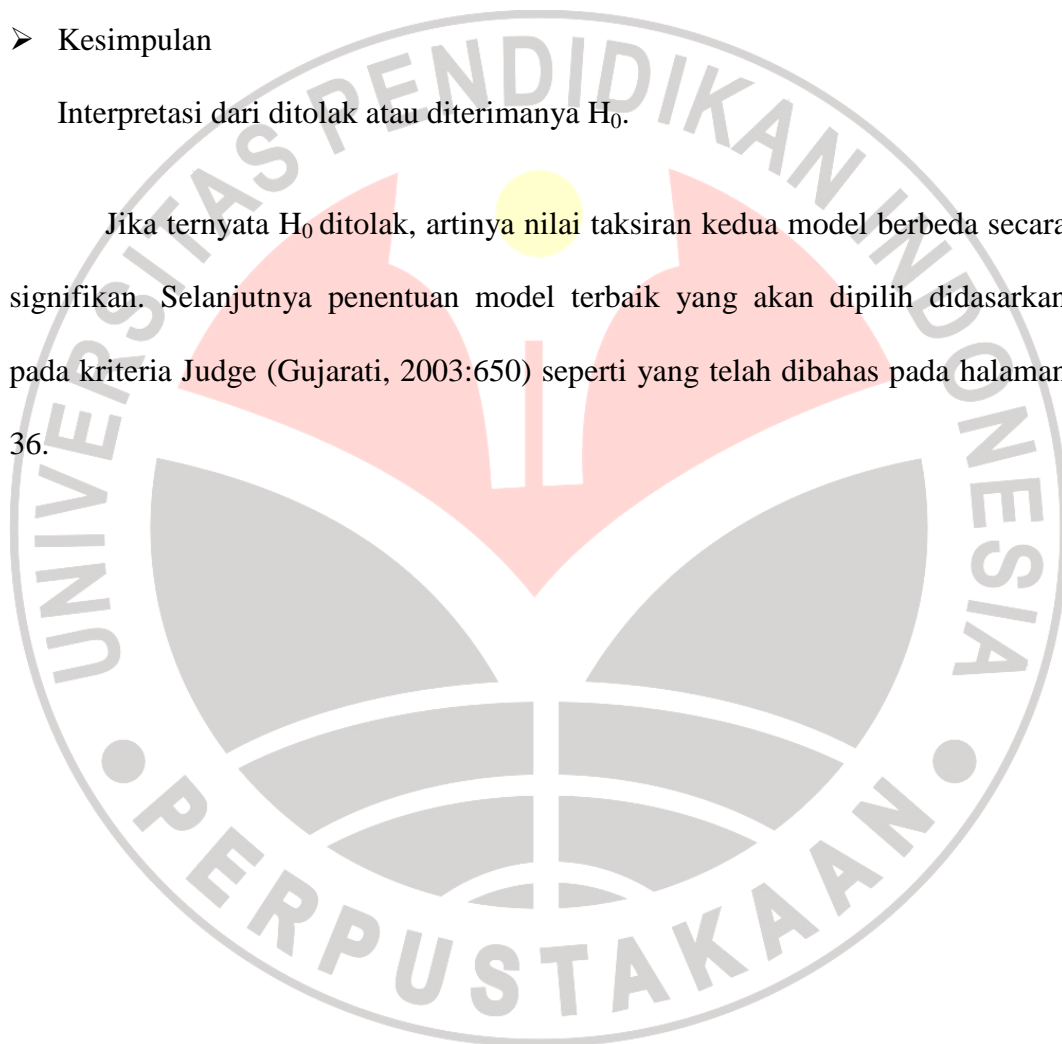 ➢ Kesimpulan
Interpretasi dari ditolak atau diterimanya H₀.
Jika ternyata H₀ ditolak, artinya nilai taksiran kedua model berbeda secara
signifikan. Selanjutnya penentuan model terbaik yang akan dipilih didasarkan
pada kriteria Judge (Gujarati, 2003:650) seperti yang telah dibahas pada halaman
36.
UNIVERSITAS PENDIDIKAN INDONESIA
PERPUSTAKAAN